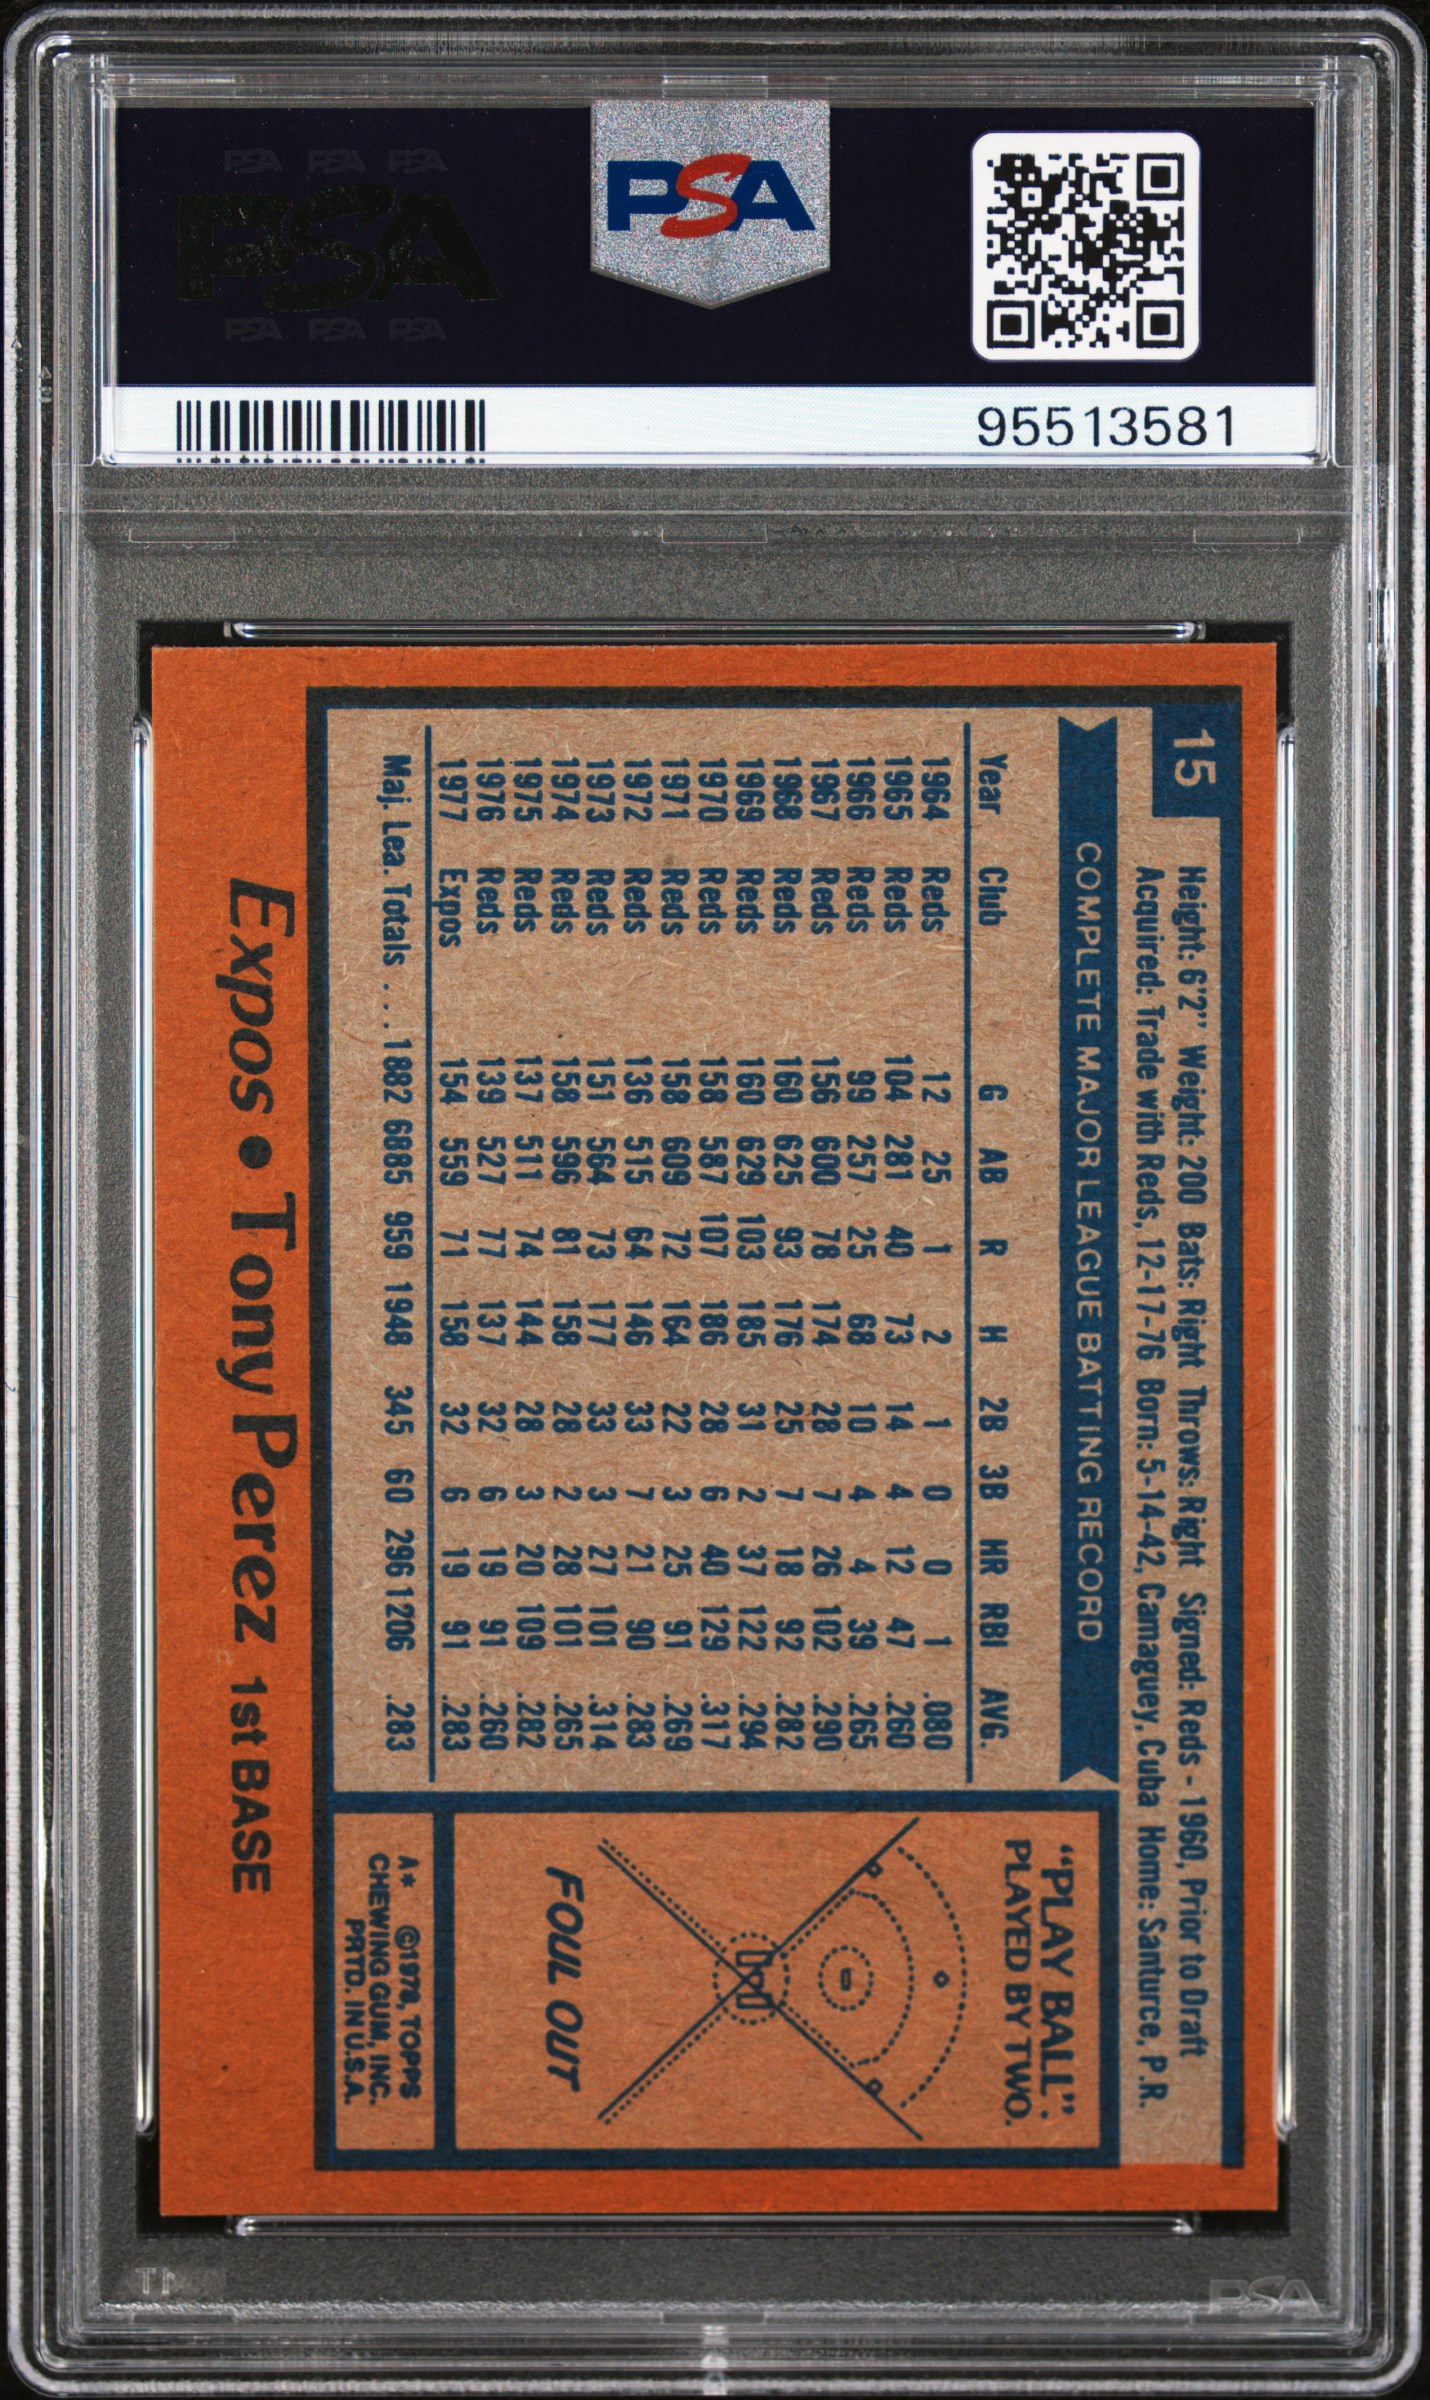 PSA PSA PSA
PSA
PSA PSA PSA
PSA
95513581
15
Height: 6'2" Weight: 200 Bats: Right Throws: Right Signed: Reds - 1960, Prior to Draft
Acquired: Trade with Reds, 12-17-76 Born: 5-14-42, Camaguey, Cuba Home: Santurce, P.R.
COMPLETE MAJOR LEAGUE BATTING RECORD
Year Club G AB R H 2B 3B HR RBI AVG.
1964 Reds 12 25 1 2 1 0 0 1 .080
1965 Reds 104 281 40 73 14 4 12 47 .260
1966 Reds 99 257 25 68 10 4 4 39 .265
1967 Reds 156 600 78 174 28 7 26 102 .290
1968 Reds 160 625 93 176 25 7 18 92 .282
1969 Reds 160 629 103 185 31 2 37 122 .294
1970 Reds 158 587 107 186 28 6 40 129 .317
1971 Reds 158 609 72 164 22 3 25 91 .269
1972 Reds 136 515 64 146 33 7 21 90 .283
1973 Reds 151 564 73 177 33 3 27 101 .314
1974 Reds 158 596 81 158 28 2 28 101 .265
1975 Reds 137 511 74 144 28 3 20 109 .282
1976 Reds 139 527 77 137 32 6 19 91 .260
1977 Expos 154 559 71 158 32 6 19 91 .283
Maj. Lea. Totals . . . 1882 6885 959 1948 345 60 296 1206 .283
"PLAY BALL":
PLAYED BY TWO.
FOUL OUT
A* ©1978, TOPPS
CHEWING GUM, INC.
PRTD. IN U.S.A.
Expos • Tony Perez 1st BASE
PSA